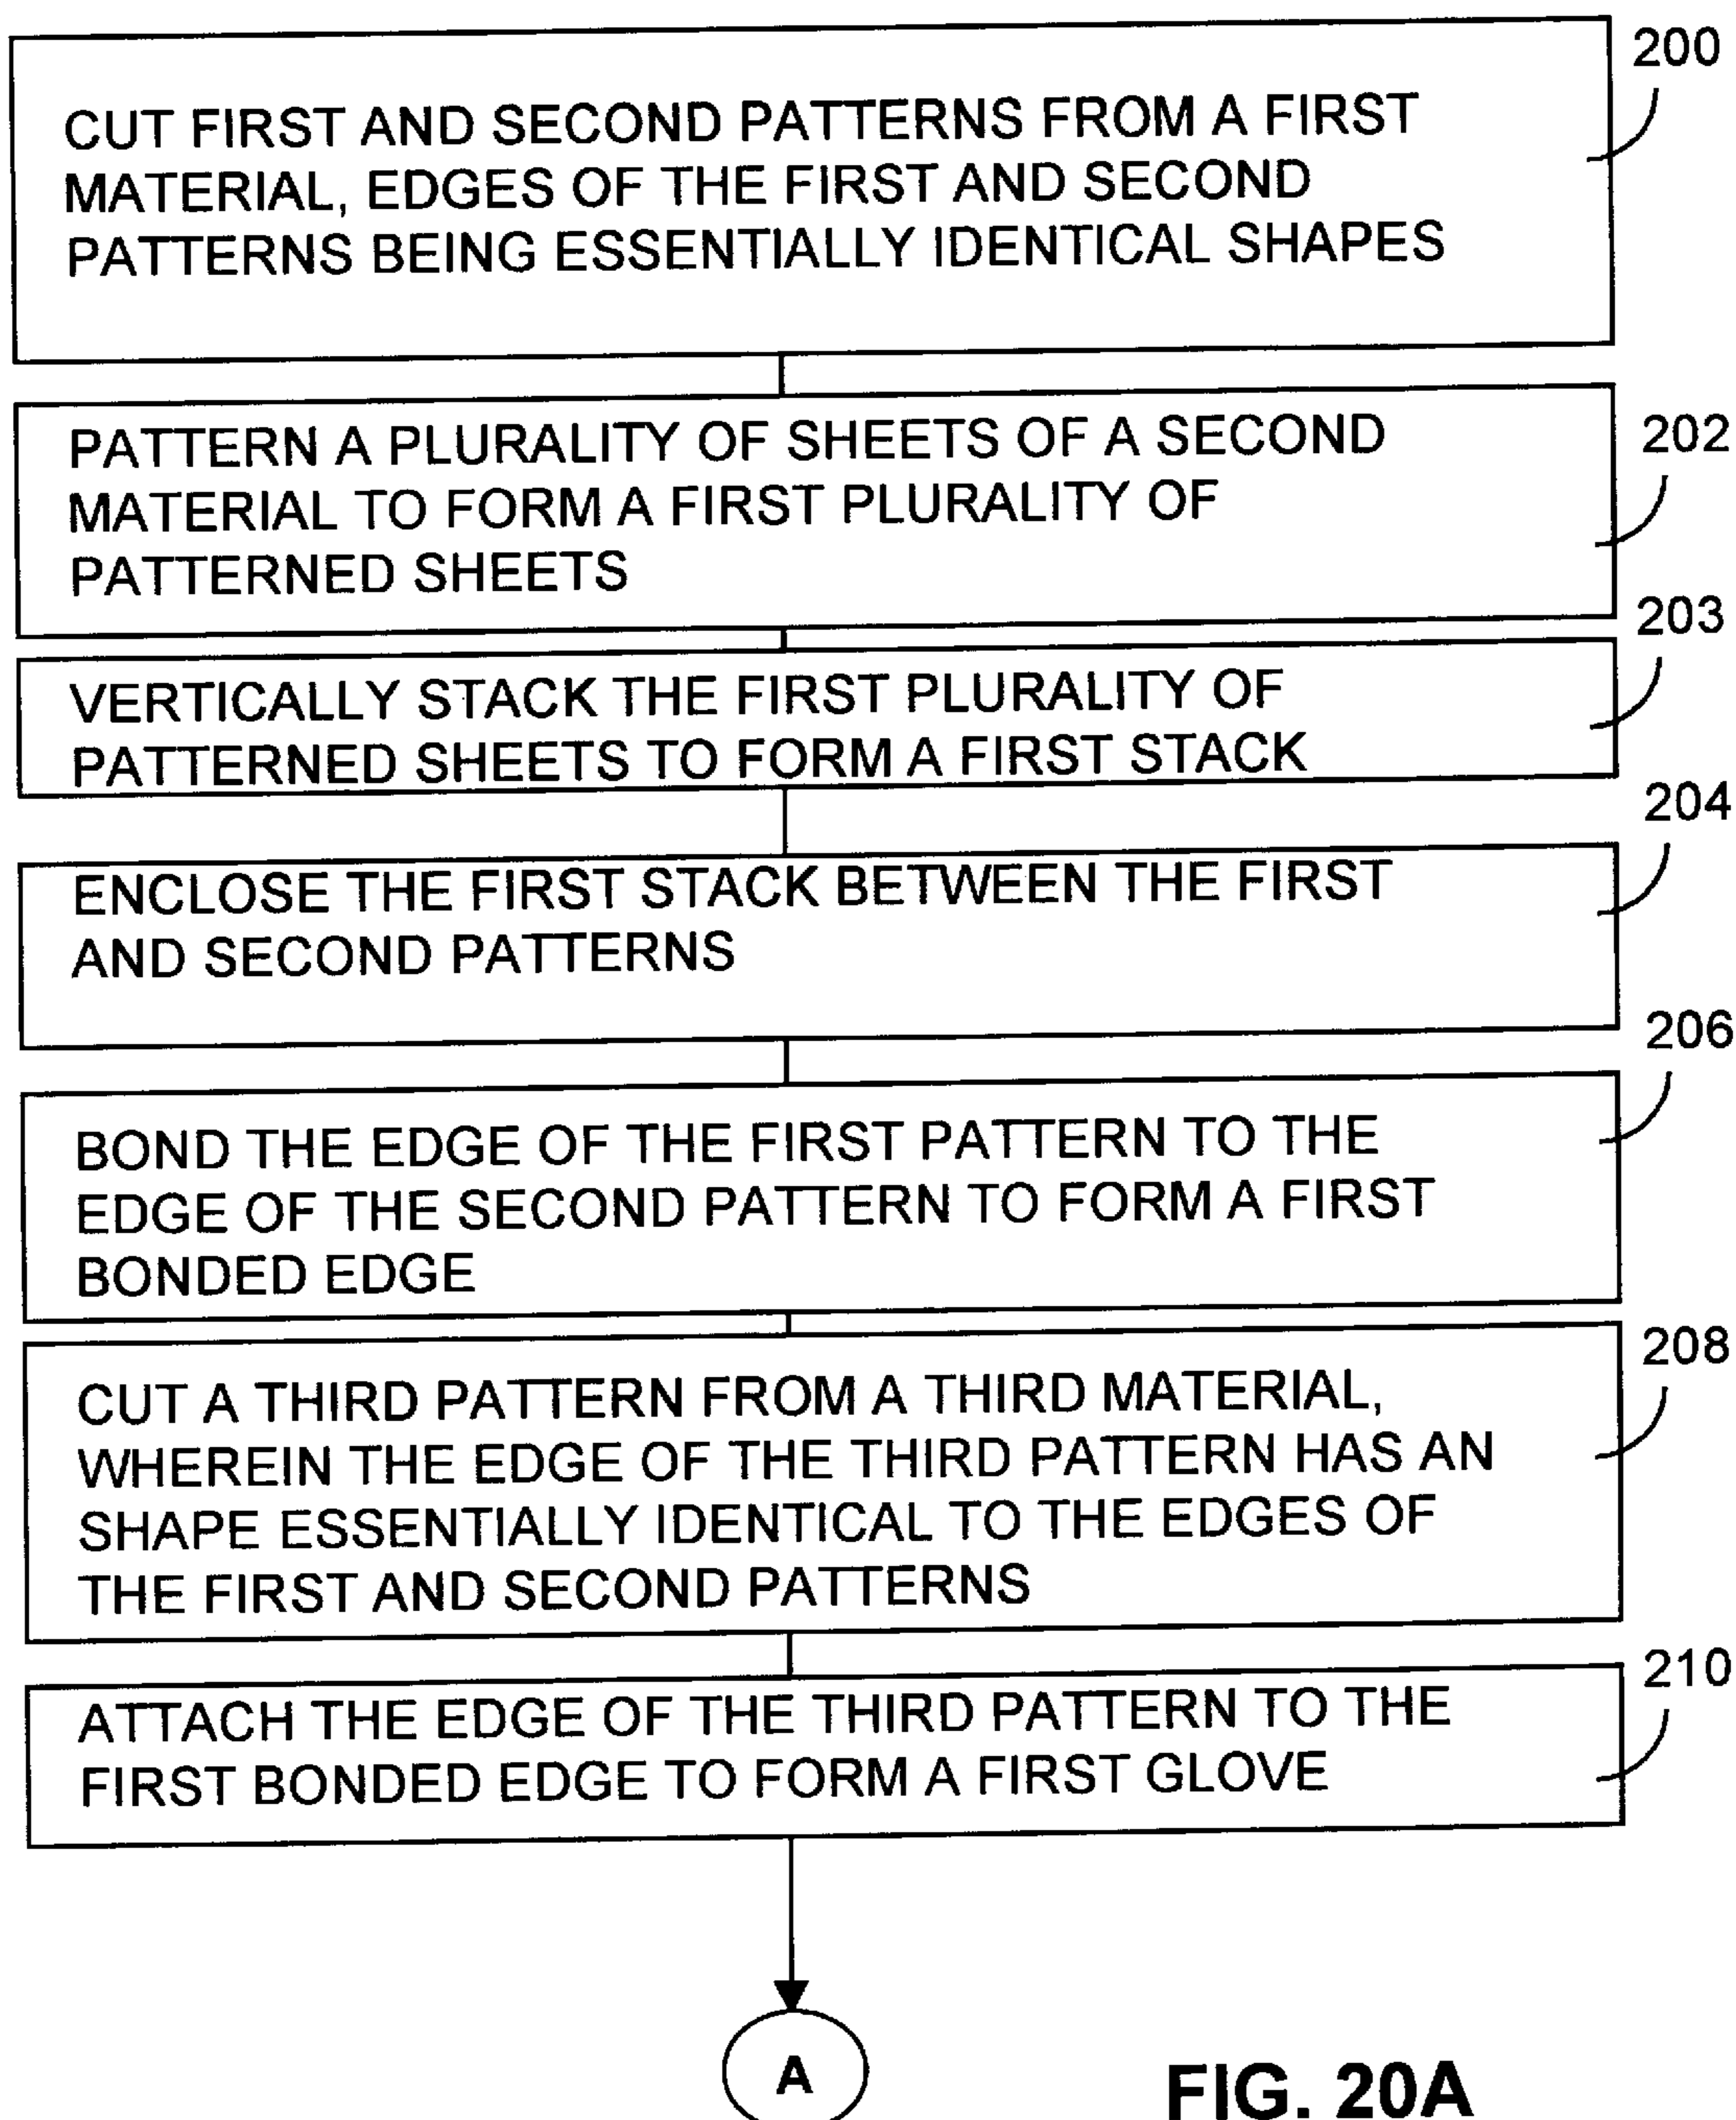 200
CUT FIRST AND SECOND PATTERNS FROM A FIRST
MATERIAL, EDGES OF THE FIRST AND SECOND
PATTERNS BEING ESSENTIALLY IDENTICAL SHAPES
202
PATTERN A PLURALITY OF SHEETS OF A SECOND
MATERIAL TO FORM A FIRST PLURALITY OF
PATTERNED SHEETS
203
VERTICALLY STACK THE FIRST PLURALITY OF
PATTERNED SHEETS TO FORM A FIRST STACK
204
ENCLOSE THE FIRST STACK BETWEEN THE FIRST
AND SECOND PATTERNS
206
BOND THE EDGE OF THE FIRST PATTERN TO THE
EDGE OF THE SECOND PATTERN TO FORM A FIRST
BONDED EDGE
208
CUT A THIRD PATTERN FROM A THIRD MATERIAL,
WHEREIN THE EDGE OF THE THIRD PATTERN HAS AN
SHAPE ESSENTIALLY IDENTICAL TO THE EDGES OF
THE FIRST AND SECOND PATTERNS
210
ATTACH THE EDGE OF THE THIRD PATTERN TO THE
FIRST BONDED EDGE TO FORM A FIRST GLOVE
A
FIG. 20A